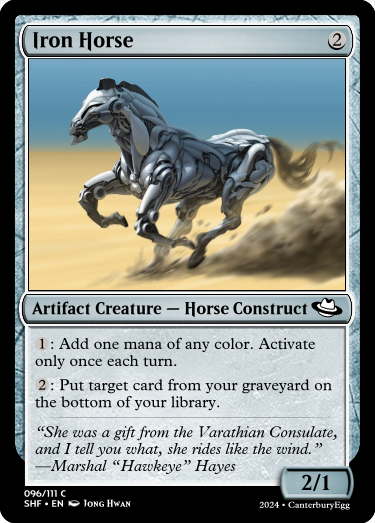 Iron Horse 2
Artifact Creature — Horse Construct
1: Add one mana of any color. Activate
only once each turn.
2: Put target card from your graveyard on
the bottom of your library.
“She was a gift from the Varathian Consulate,
and I tell you what, she rides like the wind.”
—Marshal “Hawkeye” Hayes
2/1
096/111 C
SHF • EN Jong Hwan
2024 • CanterburyEgg